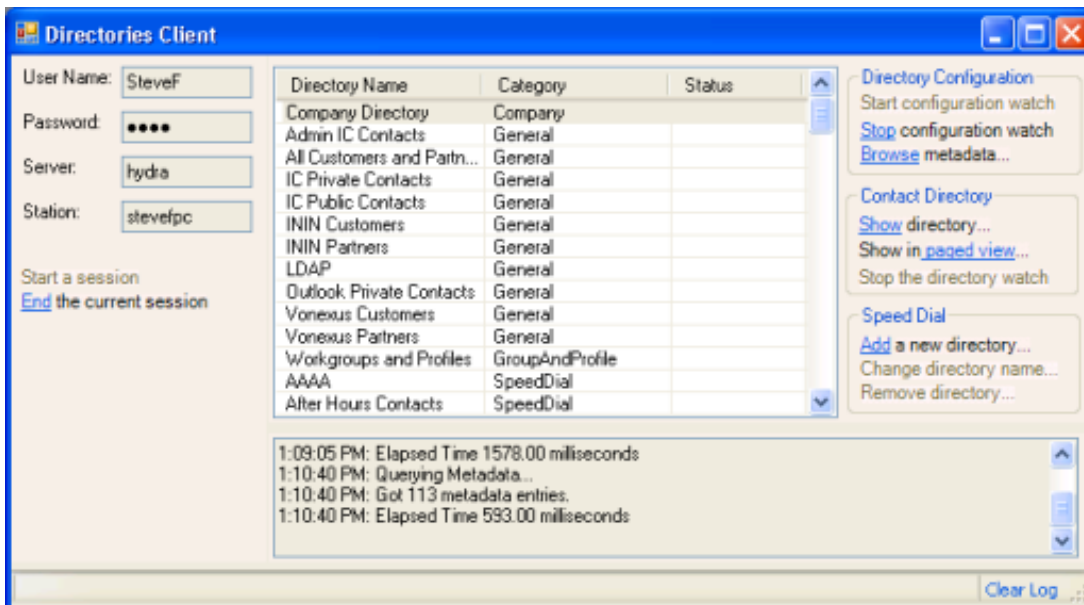 Directories Client
User Name: SteveF
Password: ●●●●
Server: hydra
Station: stevefpc
Start a session
End the current session
Directory Name Category Status
Company Directory Company
Admin IC Contacts General
All Customers and Partn... General
IC Private Contacts General
IC Public Contacts General
ININ Customers General
ININ Partners General
LDAP General
Outlook Private Contacts General
Vonexus Customers General
Vonexus Partners General
Workgroups and Profiles GroupAndProfile
AAAA SpeedDial
After Hours Contacts SpeedDial
Directory Configuration
Start configuration watch
Stop configuration watch
Browse metadata...
Contact Directory
Show directory...
Show in paged view...
Stop the directory watch
Speed Dial
Add a new directory...
Change directory name...
Remove directory...
1:09:05 PM: Elapsed Time 1578.00 milliseconds
1:10:40 PM: Querying Metadata...
1:10:40 PM: Got 113 metadata entries.
1:10:40 PM: Elapsed Time 593.00 milliseconds
Clear Log